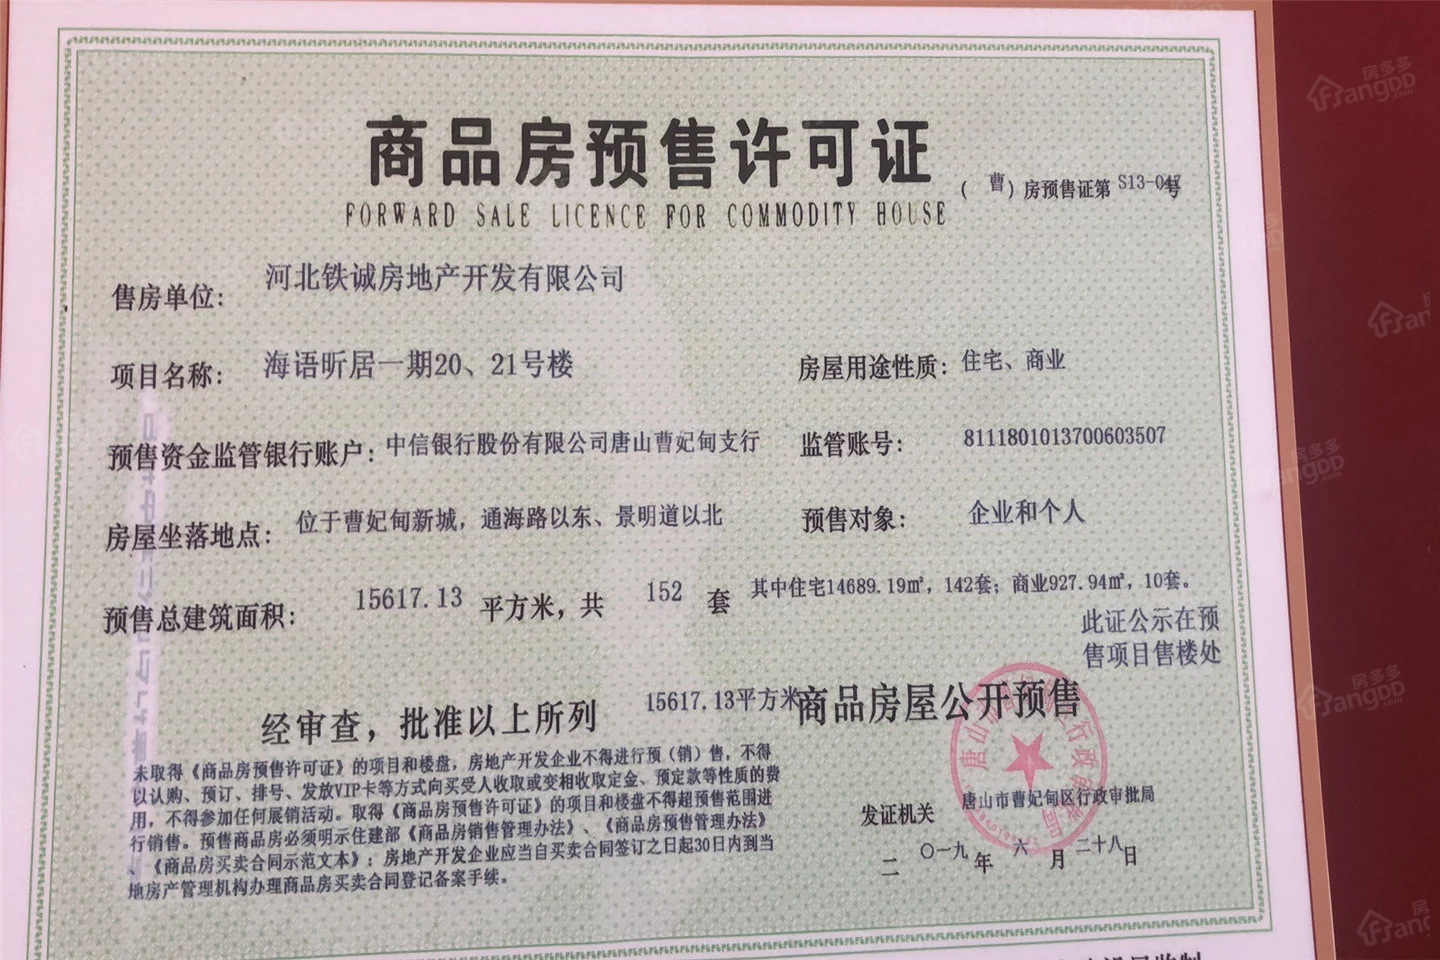 商品房预售许可证
(曹)房预售证第S13-047号
FORWARD SALE LICENCE FOR COMMODITY HOUSE
售房单位：河北铁诚房地产开发有限公司
项目名称：海语昕居一期20、21号楼 房屋用途性质：住宅、商业
预售资金监管银行账户：中信银行股份有限公司唐山曹妃甸支行 监管账号：8111801013700603507
房屋坐落地点：位于曹妃甸新城，通海路以东、景明道以北 预售对象：企业和个人
预售总建筑面积：15617.13平方米，共152套 其中住宅14689.19㎡，142套；商业927.94㎡，10套。
此证公示在预
售项目售楼处
经审查，批准以上所列15617.13平方米商品房屋公开预售
未取得《商品房预售许可证》的项目和楼盘，房地产开发企业不得进行预（销）售，不得
以认购、预订、排号、发放VIP卡等方式向买受人收取或变相收取定金、预定款等性质的费
用，不得参加任何展销活动。取得《商品房预售许可证》的项目和楼盘不得超预售范围进
行销售。预售商品房必须明示住建部《商品房销售管理办法》、《商品房预售管理办法》
、《商品房买卖合同示范文本》；房地产开发企业应当自买卖合同签订之日起30日内到当
地房产管理机构办理商品房买卖合同登记备案手续。
发证机关 唐山市曹妃甸区行政审批局
二〇一九年六月二十八日
房多多
FangDD.com